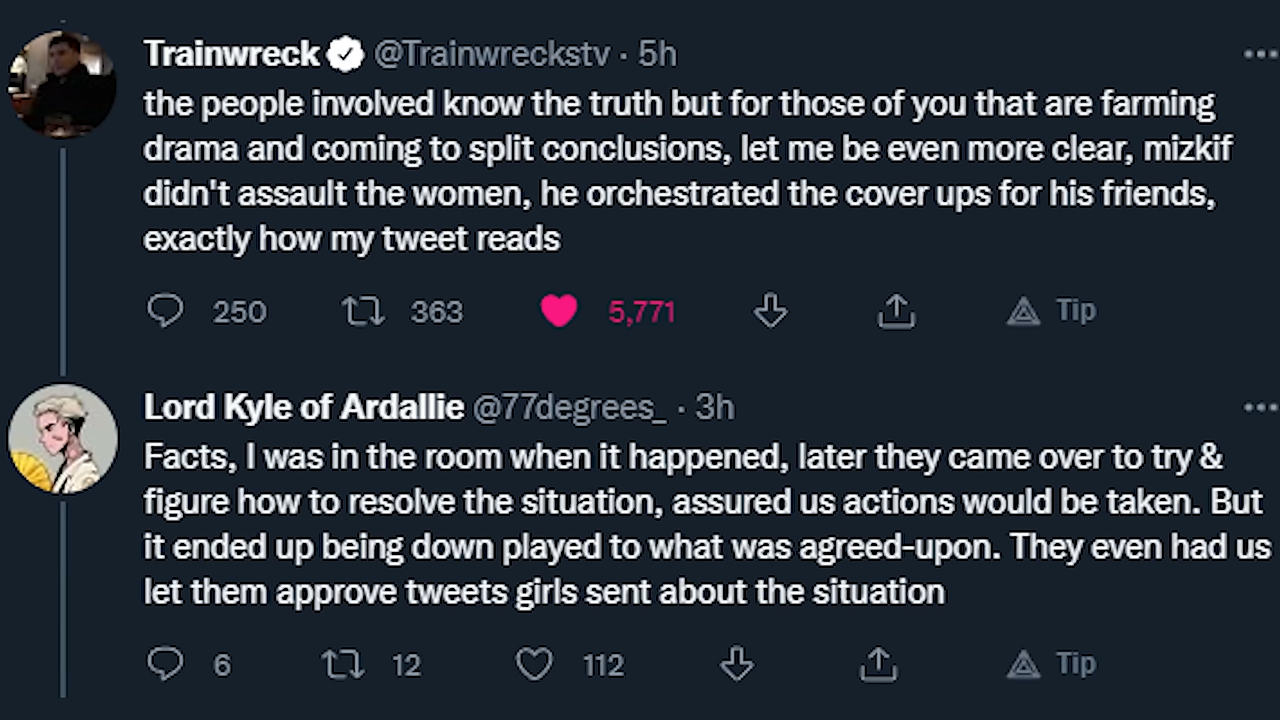 Trainwreck @Trainwreckstv · 5h
the people involved know the truth but for those of you that are farming
drama and coming to split conclusions, let me be even more clear, mizkif
didn't assault the women, he orchestrated the cover ups for his friends,
exactly how my tweet reads
250 363 5,771 Tip
Lord Kyle of Ardallie @77degrees_ · 3h
Facts, I was in the room when it happened, later they came over to try &
figure how to resolve the situation, assured us actions would be taken. But
it ended up being down played to what was agreed-upon. They even had us
let them approve tweets girls sent about the situation
6 12 112 Tip